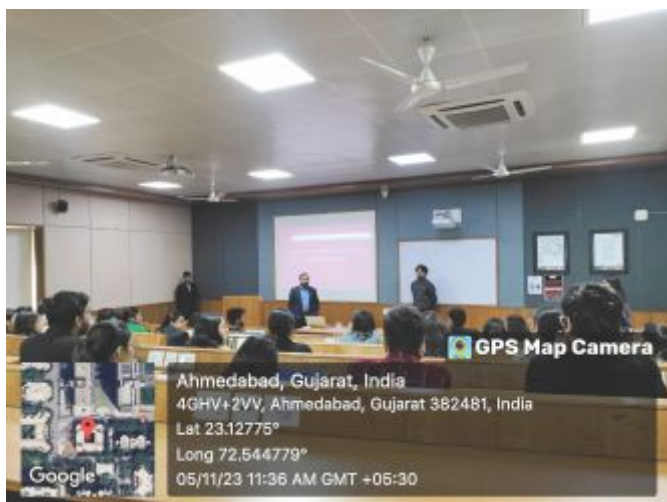 GPS Map Camera
Ahmedabad, Gujarat, India
4GHV+2VV, Ahmedabad, Gujarat 382481, India
Lat 23.12775°
Long 72.544779°
05/11/23 11:36 AM GMT +05:30
Google